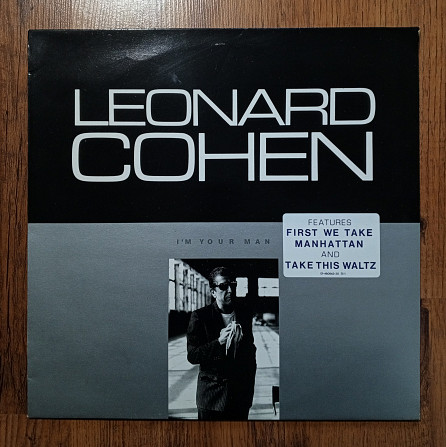 LEONARD
COHEN
I'M YOUR MAN
FEATURES
FIRST WE TAKE
MANHATTAN
AND
TAKE THIS WALTZ